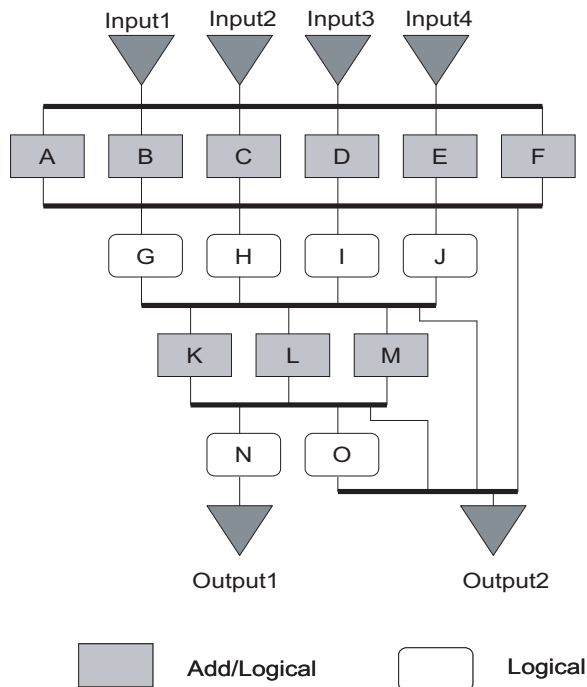 Input1 Input2 Input3 Input4
A B C D E F
G H I J
K L M
N O
Output1 Output2
Add/Logical Logical